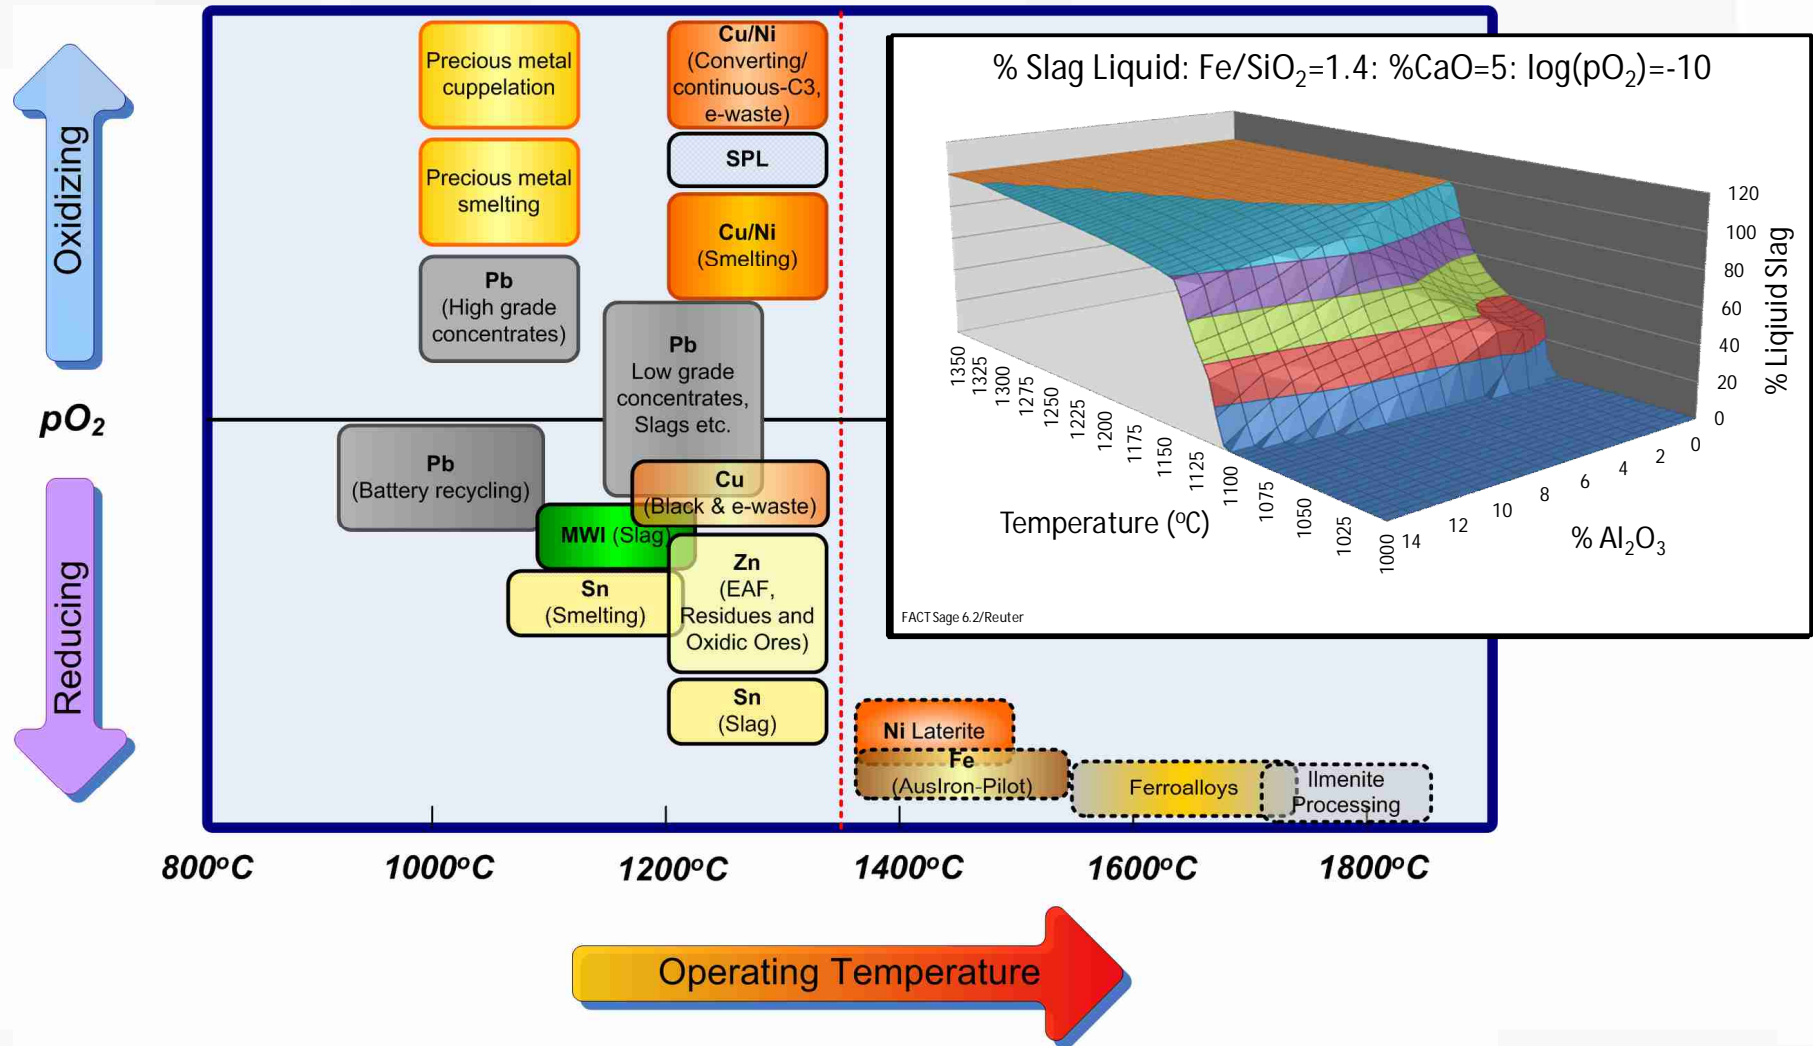 Oxidizing
pO2
Reducing
Precious metal
cuppelation
Precious metal
smelting
Pb
(High grade
concentrates)
Cu/Ni
(Converting/
continuous-C3,
e-waste)
SPL
Cu/Ni
(Smelting)
Pb
Low grade
concentrates,
Slags etc.
Pb
(Battery recycling)
Cu
(Black & e-waste)
MWI (Slag)
Sn
(Smelting)
Zn
(EAF,
Residues and
Oxidic Ores)
Sn
(Slag)
Ni Laterite
Fe
(AusIron-Pilot)
Ferroalloys
Ilmenite
Processing
800°C
1000°C
1200°C
1400°C
1600°C
1800°C
Operating Temperature
% Slag Liquid: Fe/SiO2=1.4: %CaO=5: log(pO2)=-10
120
100
80
60
40
20
0
% Liqiuid Slag
1350
1325
1300
1275
1250
1225
1200
1175
1150
1125
1100
1075
1050
1025
1000
Temperature (°C)
14
12
10
8
6
4
2
0
% Al2O3
FACTSage 6.2/Reuter